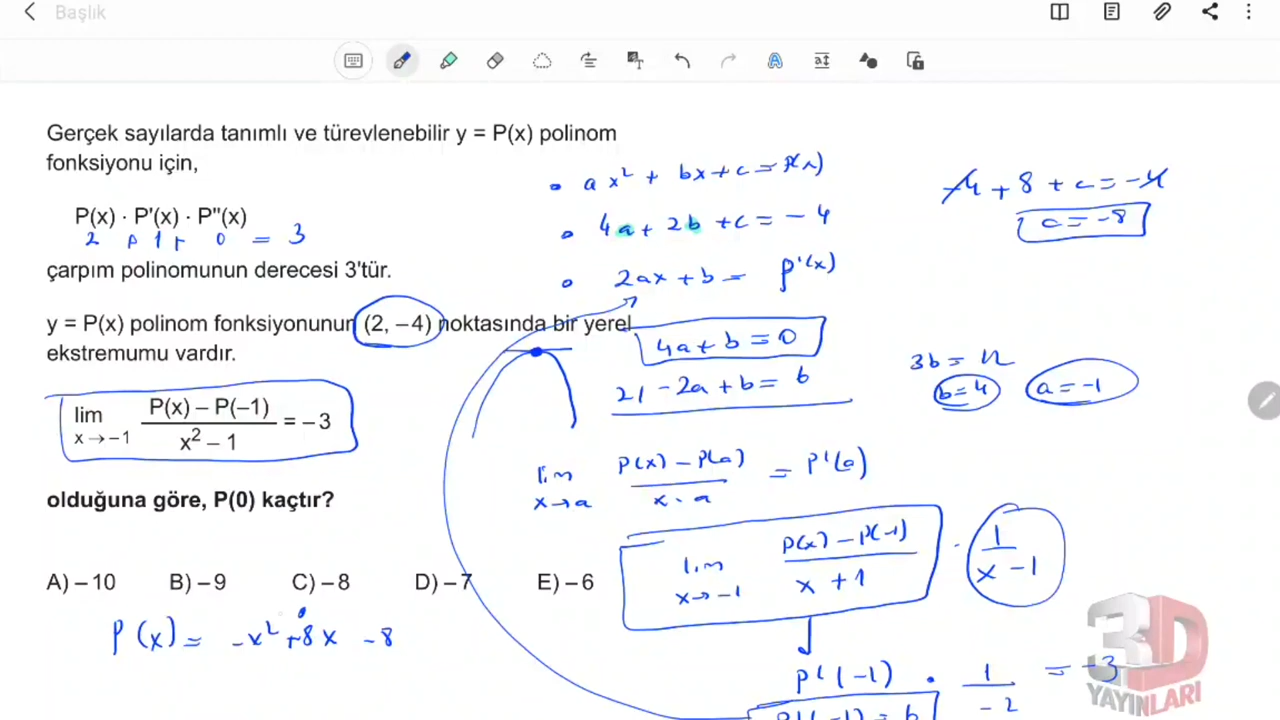 Başlık
Gerçek sayılarda tanımlı ve türevlenebilir y = P(x) polinom
fonksiyonu için,
P(x) · P'(x) · P"(x)
2 1 0 = 3
çarpım polinomunun derecesi 3'tür.
y = P(x) polinom fonksiyonunun (2, –4) noktasında bir yerel
ekstremumu vardır.
lim x→–1 P(x) – P(–1) / x² – 1 = –3
olduğuna göre, P(0) kaçtır?
A) –10 B) –9 C) –8 D) –7 E) –6
P(x) = -x² +8x -8
• ax² + bx + c = P(x)
• 4a + 2b + c = -4
• 2ax + b = P'(x)
4a + b = 0
2/ -2a + b = 6
lim x→a P(x) - P(a) / x - a = P'(a)
lim x→-1 P(x) - P(-1) / x + 1 · 1 / x - 1
P'(-1) · 1 / -2 = -3
P'(-1) = 6
-4 + 8 + c = -4
c = -8
3b = 12
b = 4 a = -1
3D
YAYINLARI